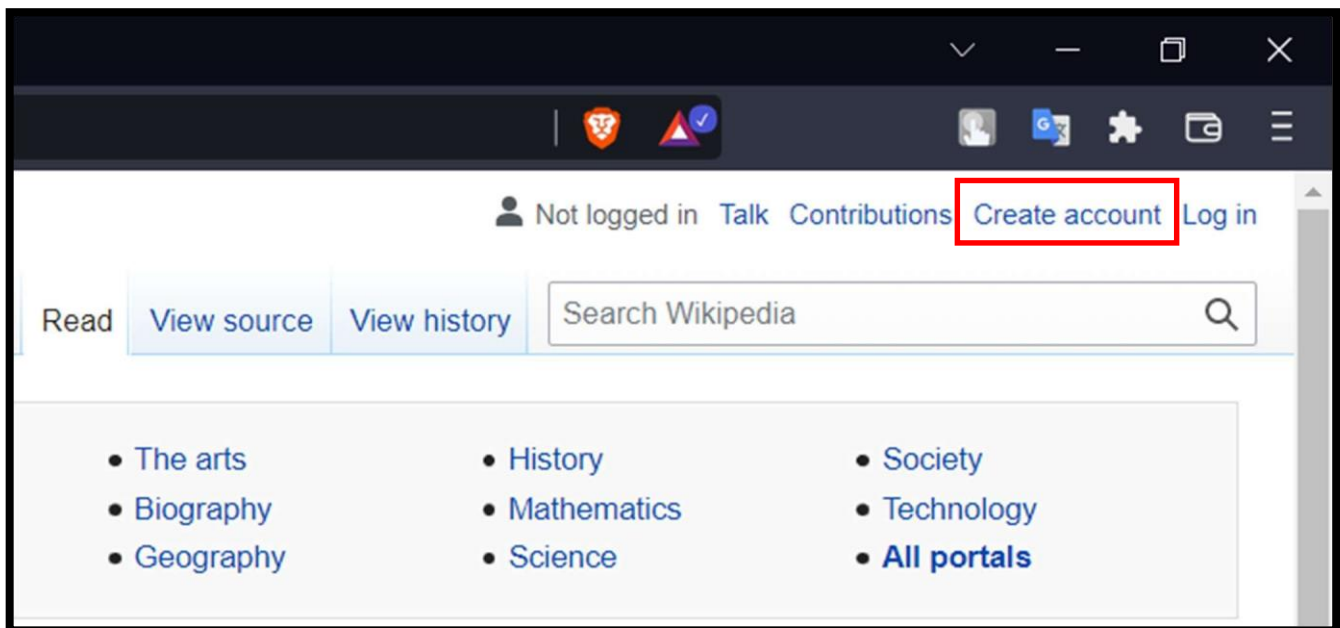 Not logged in Talk Contributions Create account Log in
Read View source View history Search Wikipedia
The arts History Society
Biography Mathematics Technology
Geography Science All portals